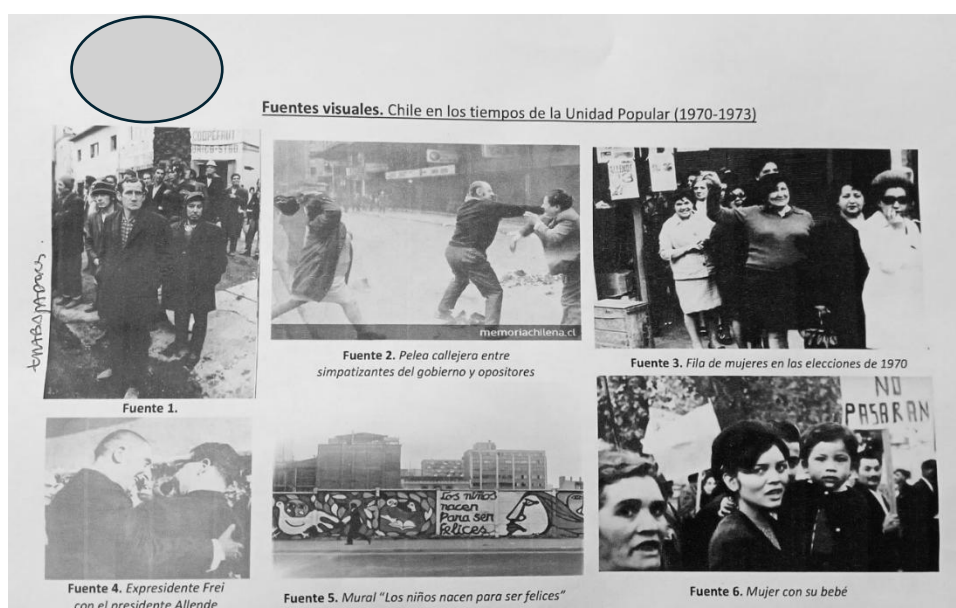 Fuentes visuales. Chile en los tiempos de la Unidad Popular (1970-1973)
TRABAJADORES.
Fuente 1.
memoriachilena.cl
Fuente 2. Pelea callejera entre
simpatizantes del gobierno y opositores
ALLENDE
Fuente 3. Fila de mujeres en las elecciones de 1970
Fuente 4. Expresidente Frei
con el presidente Allende
Los niños
nacen
Para ser
felices
Fuente 5. Mural "Los niños nacen para ser felices"
NO
PASARAN
Fuente 6. Mujer con su bebé